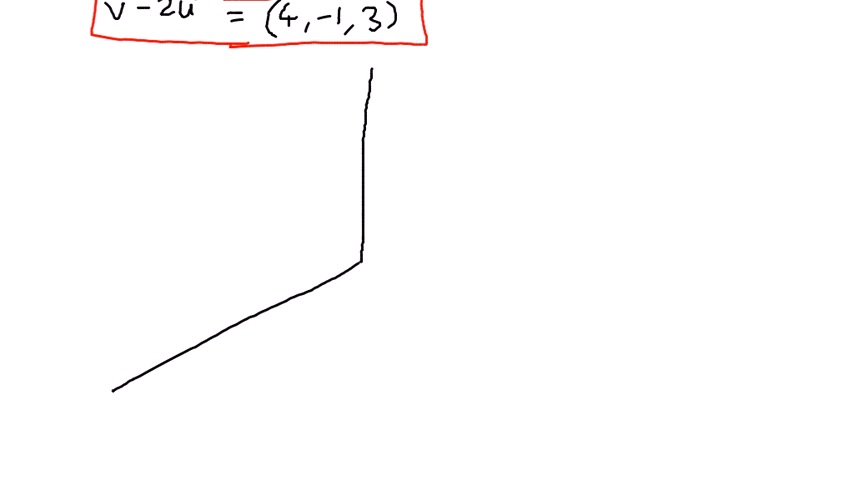 v - 2u = (4, -1, 3)